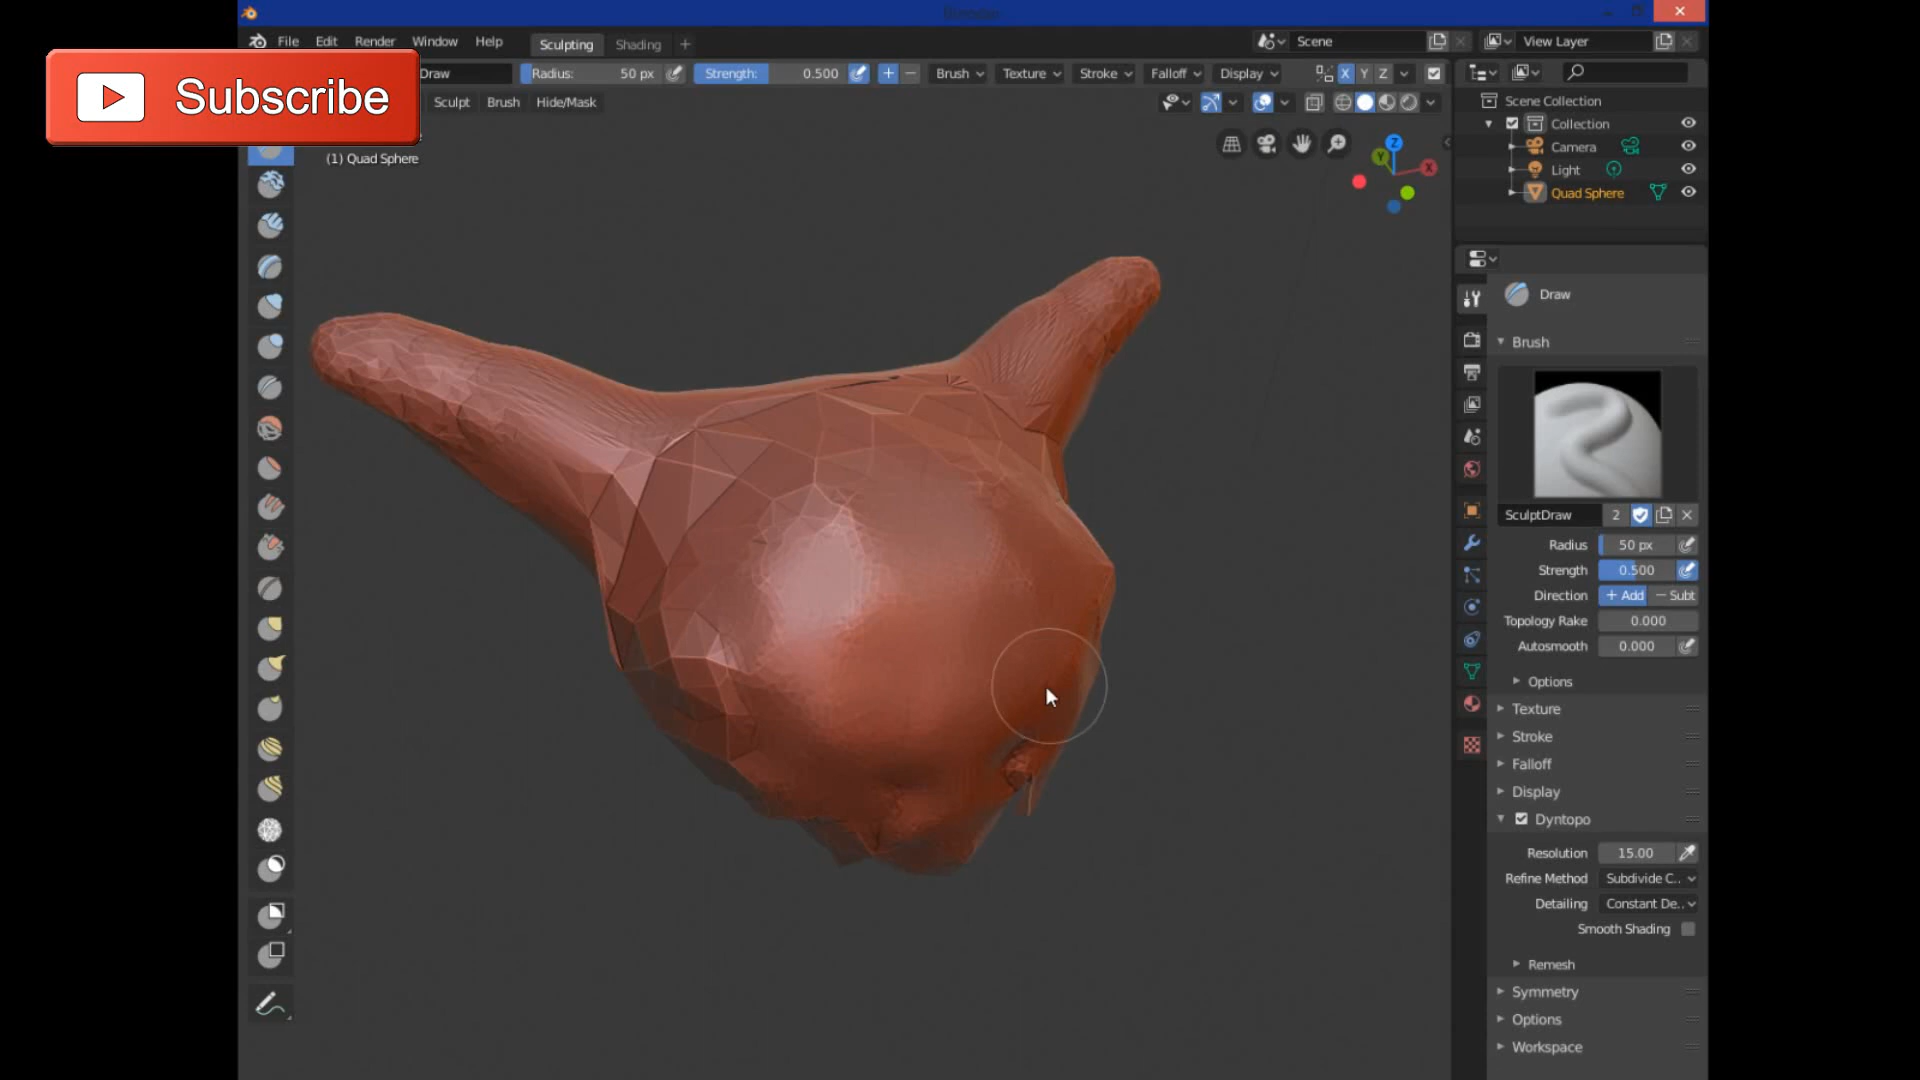 Blender
File Edit Render Window Help Sculpting Shading + Scene View Layer
Subscribe
Draw Radius: 50 px Strength: 0.500 Brush Texture Stroke Falloff Display X Y Z
Sculpt Brush Hide/Mask
(1) Quad Sphere
Z
Y X
Scene Collection
Collection
Camera
Light
Quad Sphere
Draw
Brush
SculptDraw 2
Radius 50 px
Strength 0.500
Direction + Add − Subt
Topology Rake 0.000
Autosmooth 0.000
Options
Texture
Stroke
Falloff
Display
Dyntopo
Resolution 15.00
Refine Method Subdivide C..
Detailing Constant De..
Smooth Shading
Remesh
Symmetry
Options
Workspace